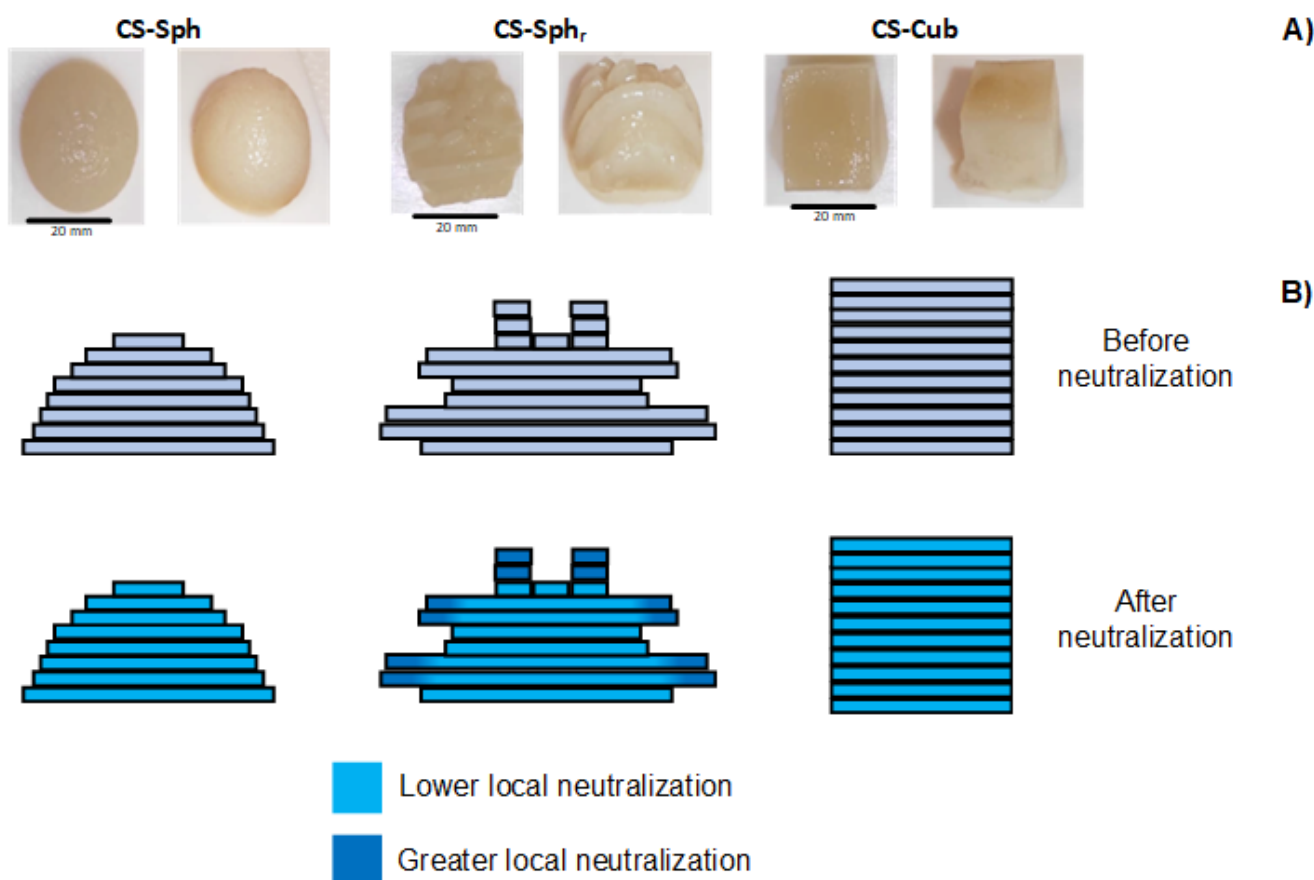 CS-Sph
CS-Sphᵣ
CS-Cub
A)
20 mm
20 mm
20 mm
B)
Before
neutralization
After
neutralization
Lower local neutralization
Greater local neutralization